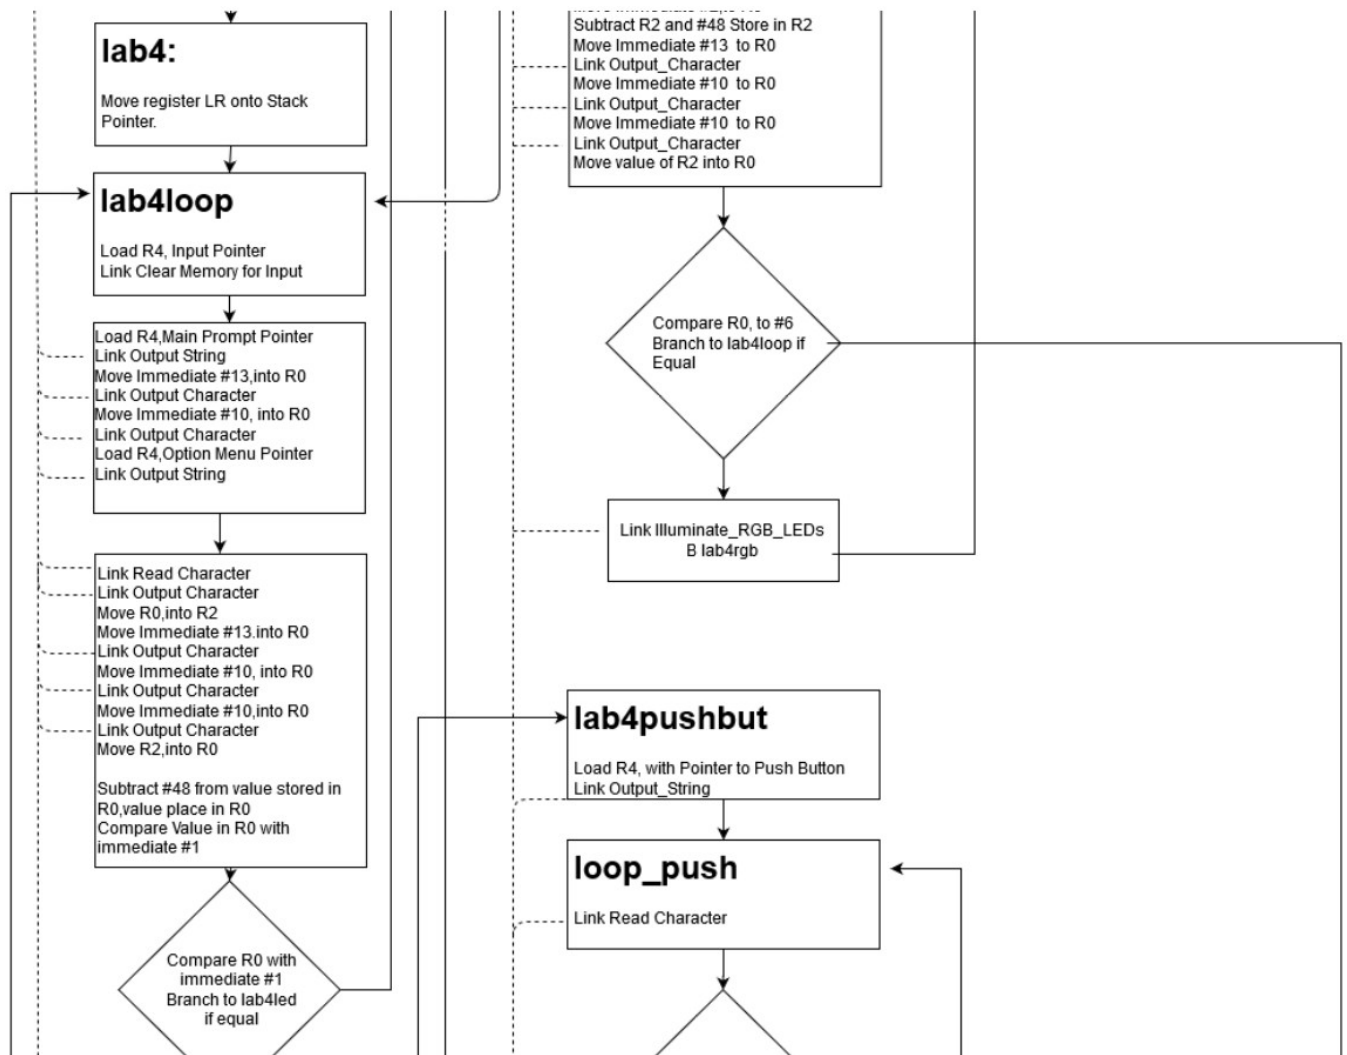 lab4:
Move register LR onto Stack
Pointer.
lab4loop
Load R4, Input Pointer
Link Clear Memory for Input
Load R4,Main Prompt Pointer
Link Output String
Move Immediate #13,into R0
Link Output Character
Move Immediate #10, into R0
Link Output Character
Load R4,Option Menu Pointer
Link Output String
Link Read Character
Link Output Character
Move R0,into R2
Move Immediate #13.into R0
Link Output Character
Move Immediate #10, into R0
Link Output Character
Move Immediate #10,into R0
Link Output Character
Move R2,into R0
Subtract #48 from value stored in
R0,value place in R0
Compare Value in R0 with
immediate #1
Compare R0 with
immediate #1
Branch to lab4led
if equal
Subtract R2 and #48 Store in R2
Move Immediate #13 to R0
Link Output_Character
Move Immediate #10 to R0
Link Output_Character
Move Immediate #10 to R0
Link Output_Character
Move value of R2 into R0
Compare R0, to #6
Branch to lab4loop if
Equal
Link Illuminate_RGB_LEDs
B lab4rgb
lab4pushbut
Load R4, with Pointer to Push Button
Link Output_String
loop_push
Link Read Character